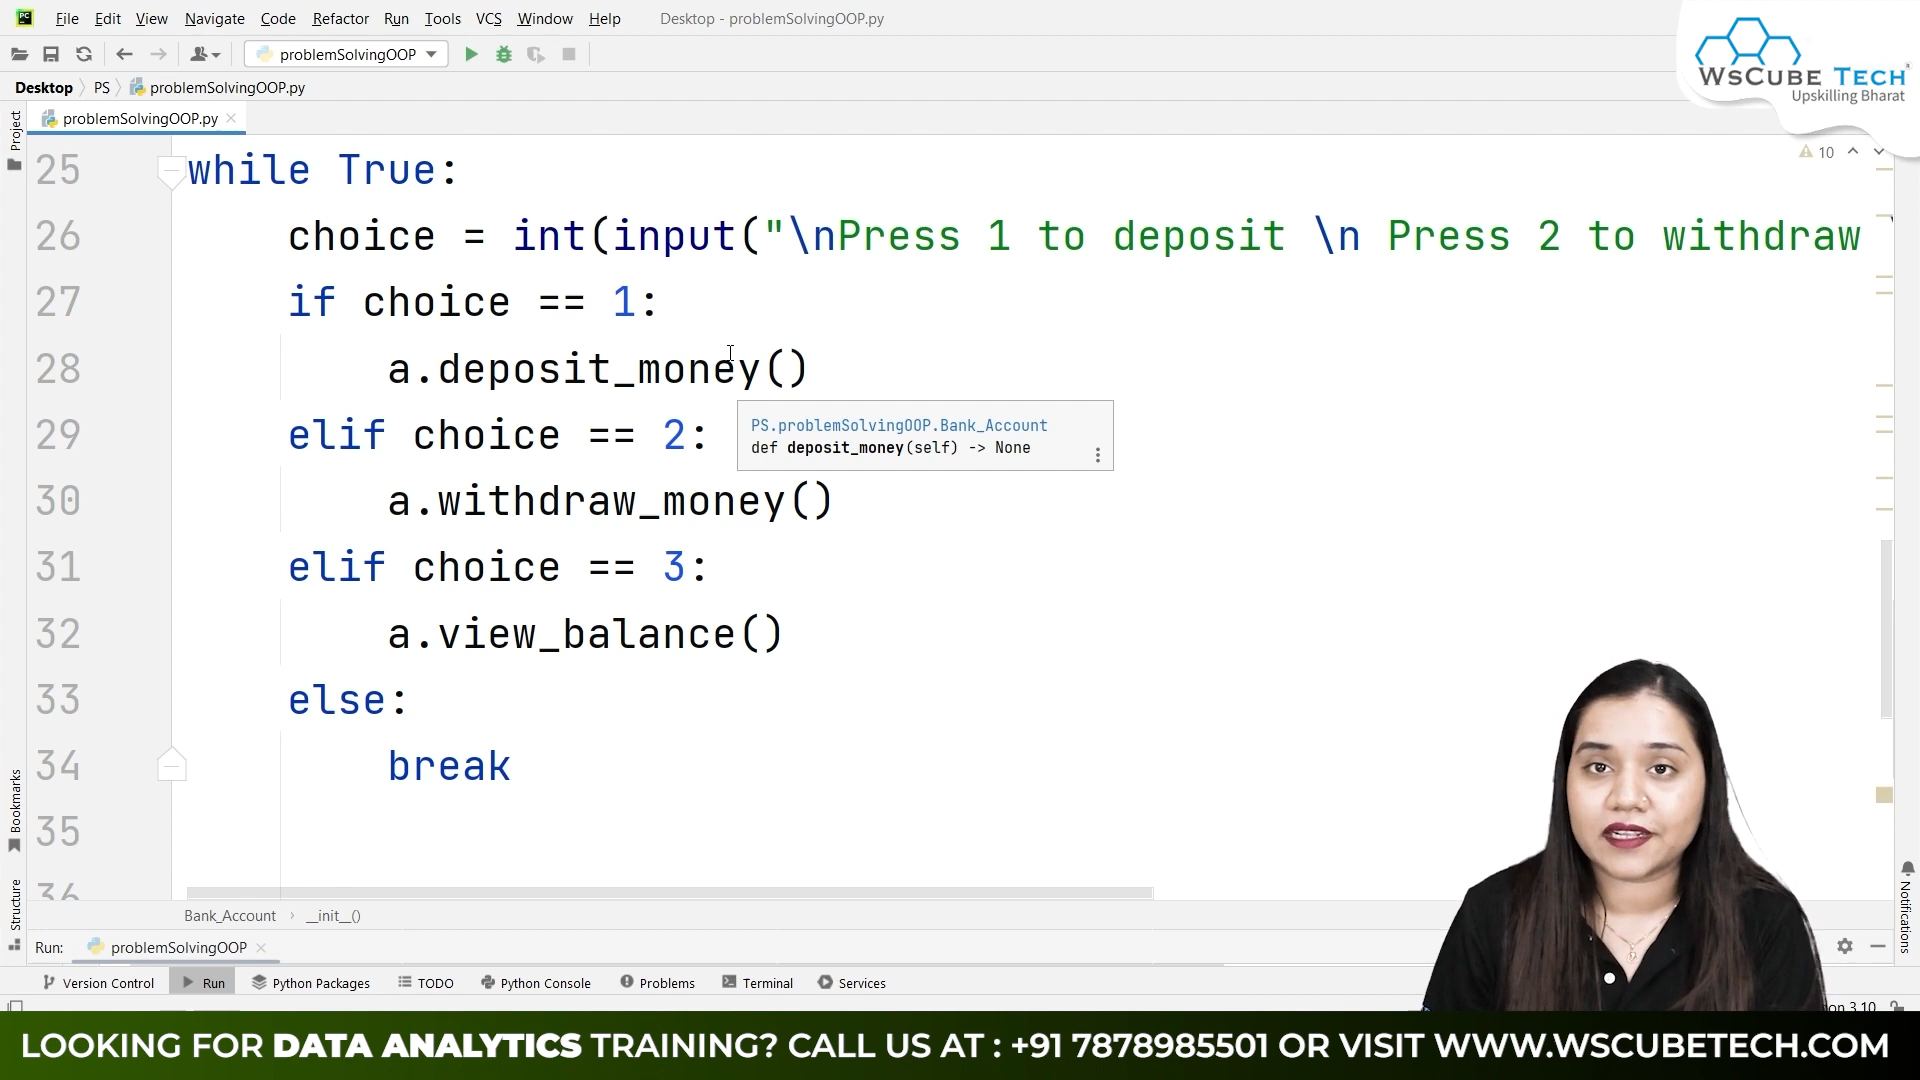 File Edit View Navigate Code Refactor Run Tools VCS Window Help Desktop - problemSolvingOOP.py
problemSolvingOOP
WsCube Tech
Upskilling Bharat
Desktop PS problemSolvingOOP.py
Project
problemSolvingOOP.py
10
25 while True:
26 choice = int(input("\nPress 1 to deposit \n Press 2 to withdraw
27 if choice == 1:
28 a.deposit_money()
PS.problemSolvingOOP.Bank_Account
def deposit_money(self) -> None
29 elif choice == 2:
30 a.withdraw_money()
31 elif choice == 3:
32 a.view_balance()
33 else:
34 break
35
36
Bookmarks
Structure
Notifications
Bank_Account __init__()
Run: problemSolvingOOP
Version Control Run Python Packages TODO Python Console Problems Terminal Services
3.10
LOOKING FOR DATA ANALYTICS TRAINING? CALL US AT : +91 7878985501 OR VISIT WWW.WSCUBETECH.COM